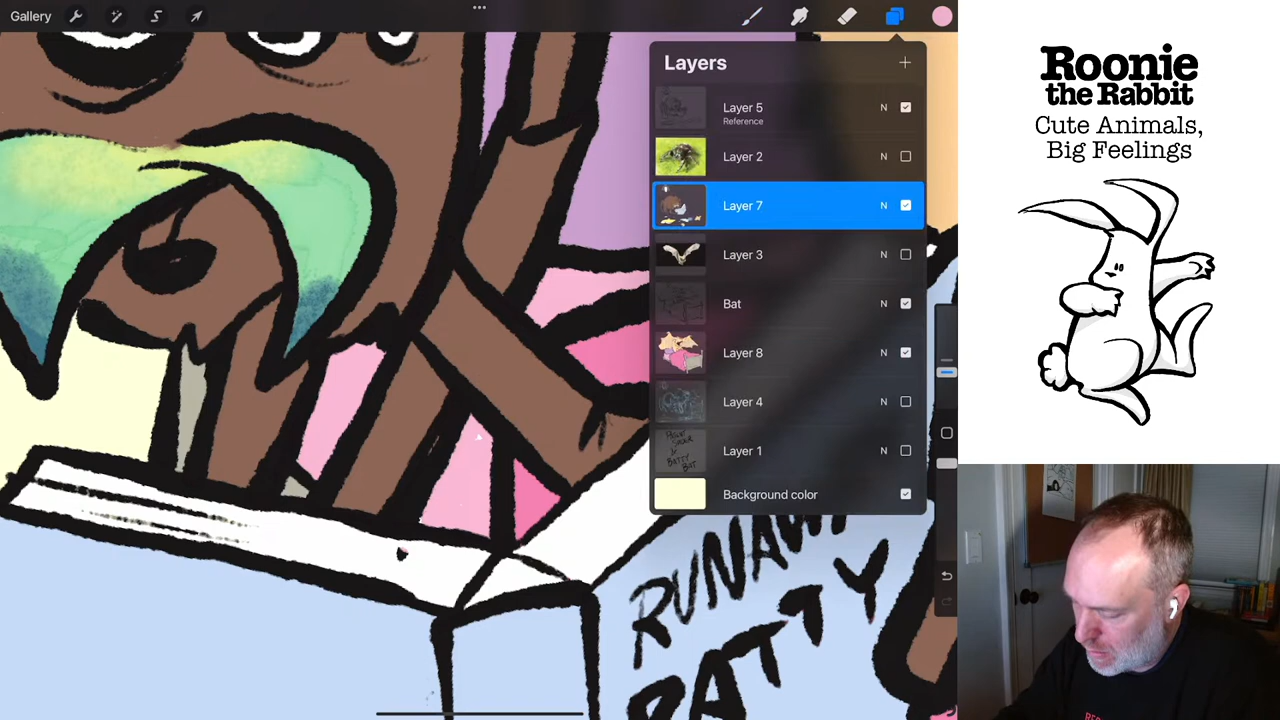 Gallery
Layers
Layer 5
N
Reference
Layer 2
N
Layer 7
N
Layer 3
N
Bat
N
Layer 8
N
Layer 4
N
Layer 1
N
Background color
RUNAWAY
BATTY
Roonie
the Rabbit
Cute Animals,
Big Feelings